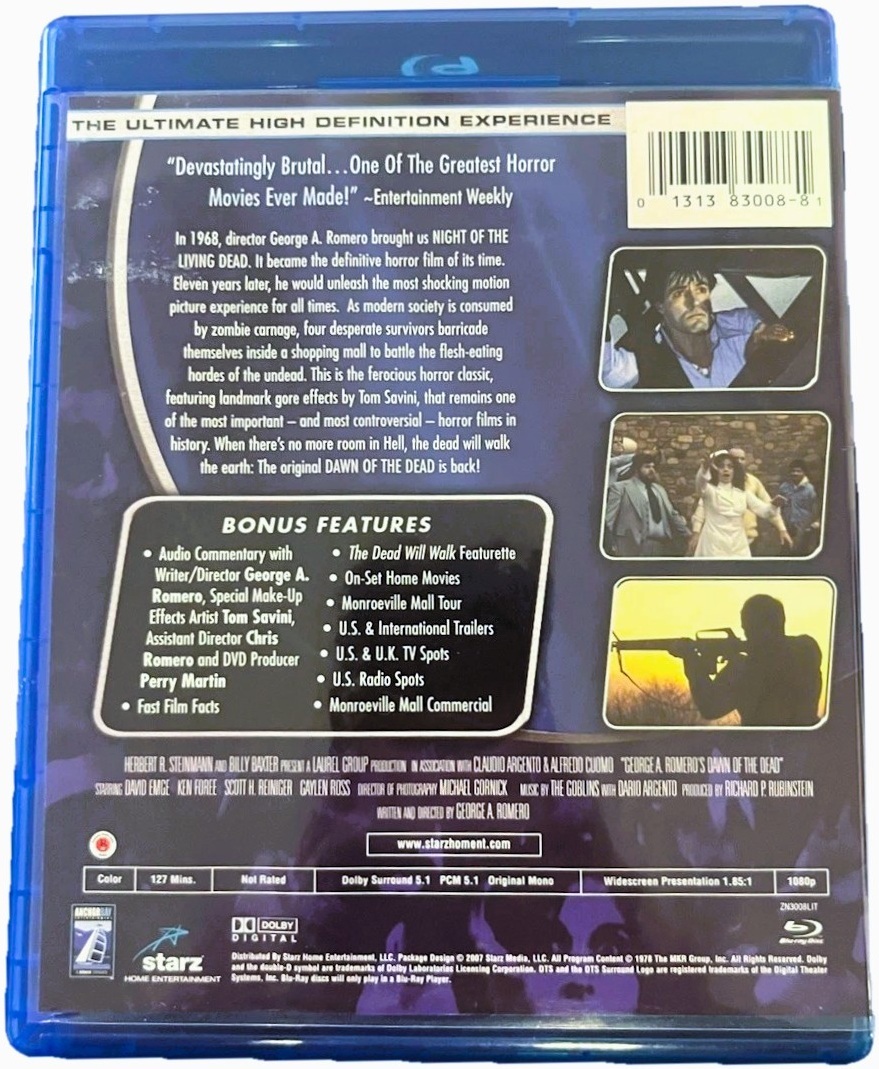 THE ULTIMATE HIGH DEFINITION EXPERIENCE
0 1313 83008-8 1
"Devastatingly Brutal...One Of The Greatest Horror
Movies Ever Made!" ~Entertainment Weekly
In 1968, director George A. Romero brought us NIGHT OF THE
LIVING DEAD. It became the definitive horror film of its time.
Eleven years later, he would unleash the most shocking motion
picture experience for all times. As modern society is consumed
by zombie carnage, four desperate survivors barricade
themselves inside a shopping mall to battle the flesh-eating
hordes of the undead. This is the ferocious horror classic,
featuring landmark gore effects by Tom Savini, that remains one
of the most important – and most controversial – horror films in
history. When there's no more room in Hell, the dead will walk
the earth: The original DAWN OF THE DEAD is back!
BONUS FEATURES
• Audio Commentary with
Writer/Director George A.
Romero, Special Make-Up
Effects Artist Tom Savini,
Assistant Director Chris
Romero and DVD Producer
Perry Martin
• Fast Film Facts
• The Dead Will Walk Featurette
• On-Set Home Movies
• Monroeville Mall Tour
• U.S. & International Trailers
• U.S. & U.K. TV Spots
• U.S. Radio Spots
• Monroeville Mall Commercial
HERBERT R. STEINMANN AND BILLY BAXTER PRESENT A LAUREL GROUP PRODUCTION IN ASSOCIATION WITH CLAUDIO ARGENTO & ALFREDO CUOMO "GEORGE A. ROMERO'S DAWN OF THE DEAD"
STARRING DAVID EMGE KEN FOREE SCOTT H. REINIGER GAYLEN ROSS DIRECTOR OF PHOTOGRAPHY MICHAEL GORNICK MUSIC BY THE GOBLINS WITH DARIO ARGENTO PRODUCED BY RICHARD P. RUBINSTEIN
WRITTEN AND DIRECTED BY GEORGE A. ROMERO
www.starzhoment.com
Color 127 Mins. Not Rated Dolby Surround 5.1 PCM 5.1 Original Mono Widescreen Presentation 1.85:1 1080p
ZN3008LIT
ANCHOR BAY
starz
HOME ENTERTAINMENT
DOLBY
DIGITAL
Blu-ray Disc
Distributed By Starz Home Entertainment, LLC. Package Design © 2007 Starz Media, LLC. All Program Content © 1978 The MKR Group, Inc. All Rights Reserved. Dolby
and the double-D symbol are trademarks of Dolby Laboratories Licensing Corporation. DTS and the DTS Surround Logo are registered trademarks of the Digital Theater
Systems, Inc. Blu-Ray discs will only play in a Blu-Ray Player.